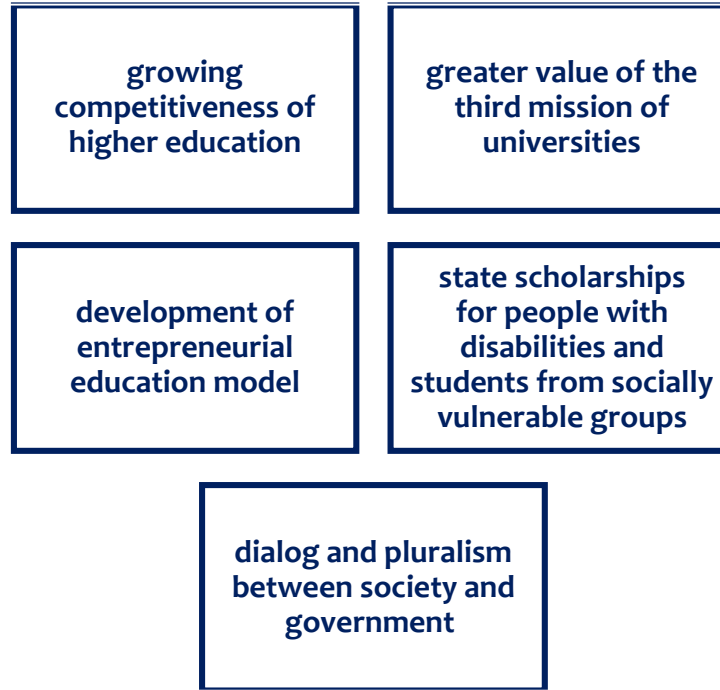 growing
competitiveness of
higher education
greater value of the
third mission of
universities
development of
entrepreneurial
education model
state scholarships
for people with
disabilities and
students from socially
vulnerable groups
dialog and pluralism
between society and
government